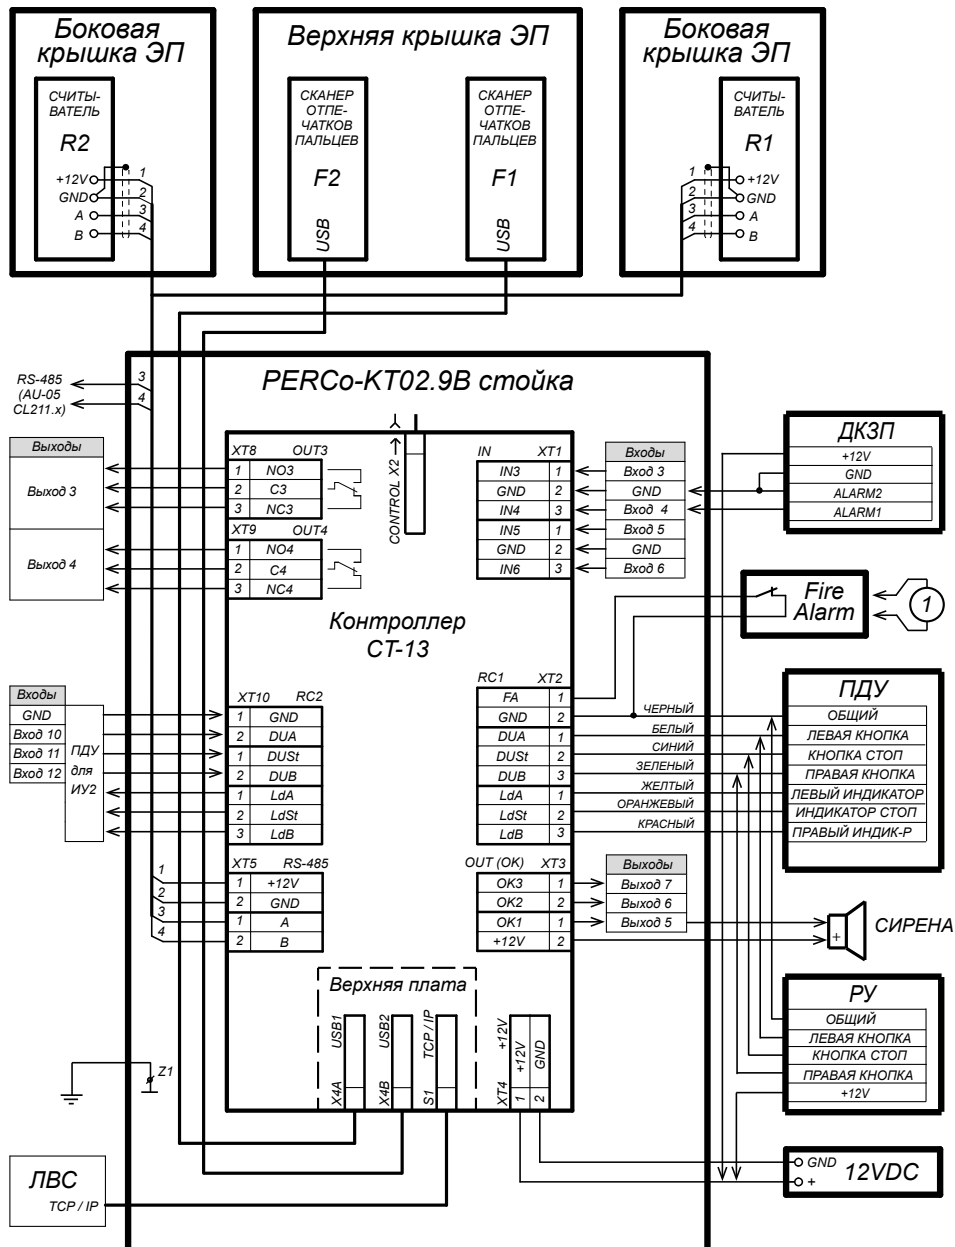 Боковая
крышка ЭП
СЧИТЫ-
ВАТЕЛЬ
R2
+12V
GND
A
B
1
2
3
4
Верхняя крышка ЭП
СКАНЕР
ОТПЕ-
ЧАТКОВ
ПАЛЬЦЕВ
F2
USB
СКАНЕР
ОТПЕ-
ЧАТКОВ
ПАЛЬЦЕВ
F1
USB
Боковая
крышка ЭП
СЧИТЫ-
ВАТЕЛЬ
R1
1
2
3
4
+12V
GND
A
B
RS-485
(AU-05
CL211.x)
3
4
PERCo-KT02.9B стойка
Выходы
Выход 3
Выход 4
XT8 OUT3
1 NO3
2 C3
3 NC3
XT9 OUT4
1 NO4
2 C4
3 NC4
CONTROL X2
IN XT1
IN3 1
GND 2
IN4 3
IN5 1
GND 2
IN6 3
Входы
Вход 3
GND
Вход 4
Вход 5
GND
Вход 6
ДКЗП
+12V
GND
ALARM2
ALARM1
Fire
Alarm
1
Контроллер
CT-13
Входы
GND
Вход 10
Вход 11
Вход 12
ПДУ
для
ИУ2
XT10 RC2
1 GND
2 DUA
1 DUSt
2 DUB
1 LdA
2 LdSt
3 LdB
RC1 XT2
FA 1
GND 2
DUA 1
DUSt 2
DUB 3
LdA 1
LdSt 2
LdB 3
ЧЕРНЫЙ
БЕЛЫЙ
СИНИЙ
ЗЕЛЕНЫЙ
ЖЕЛТЫЙ
ОРАНЖЕВЫЙ
КРАСНЫЙ
ПДУ
ОБЩИЙ
ЛЕВАЯ КНОПКА
КНОПКА СТОП
ПРАВАЯ КНОПКА
ЛЕВЫЙ ИНДИКАТОР
ИНДИКАТОР СТОП
ПРАВЫЙ ИНДИК-Р
1
2
3
4
XT5 RS-485
1 +12V
2 GND
1 A
2 B
OUT (OK) XT3
OK3 1
OK2 2
OK1 1
+12V 2
Выходы
Выход 7
Выход 6
Выход 5
+
СИРЕНА
Верхняя плата
X4A USB1
X4B USB2
S1 TCP / IP
XT4 +12V
1 +12V
2 GND
Z1
РУ
ОБЩИЙ
ЛЕВАЯ КНОПКА
КНОПКА СТОП
ПРАВАЯ КНОПКА
+12V
ЛВС
TCP / IP
GND
+
12VDC